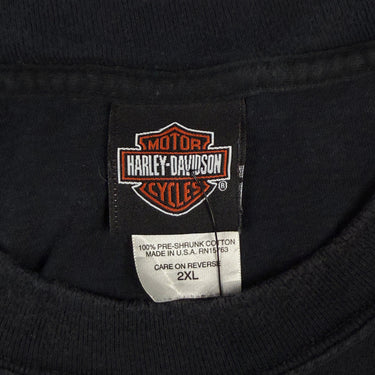 MOTOR
HARLEY-DAVIDSON
CYCLES
®
100% PRE-SHRUNK COTTON
MADE IN U.S.A. RN15763
CARE ON REVERSE
2XL